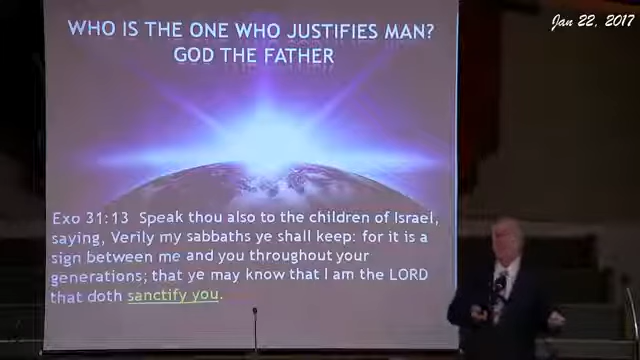 Jan 22, 2017
WHO IS THE ONE WHO JUSTIFIES MAN?
GOD THE FATHER
Exo 31:13 Speak thou also to the children of Israel,
saying, Verily my sabbaths ye shall keep: for it is a
sign between me and you throughout your
generations; that ye may know that I am the LORD
that doth sanctify you.